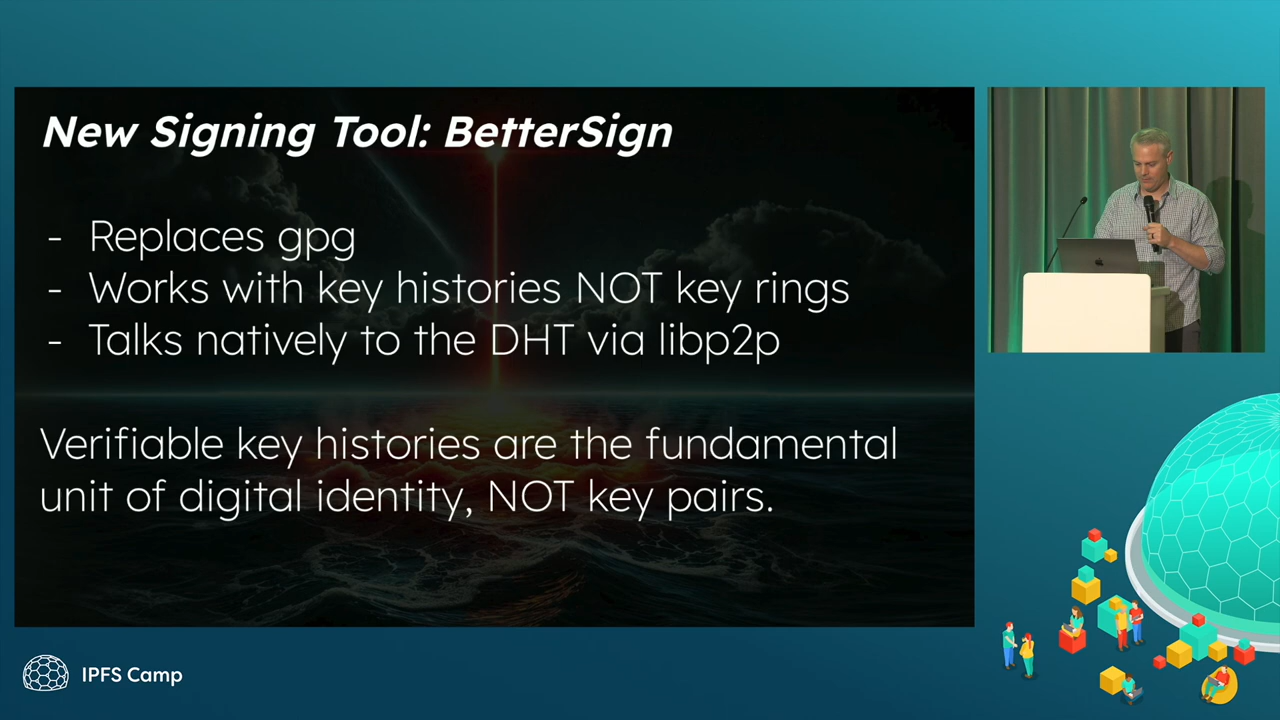 New Signing Tool: BetterSign
- Replaces gpg
- Works with key histories NOT key rings
- Talks natively to the DHT via libp2p
Verifiable key histories are the fundamental
unit of digital identity, NOT key pairs.
IPFS Camp